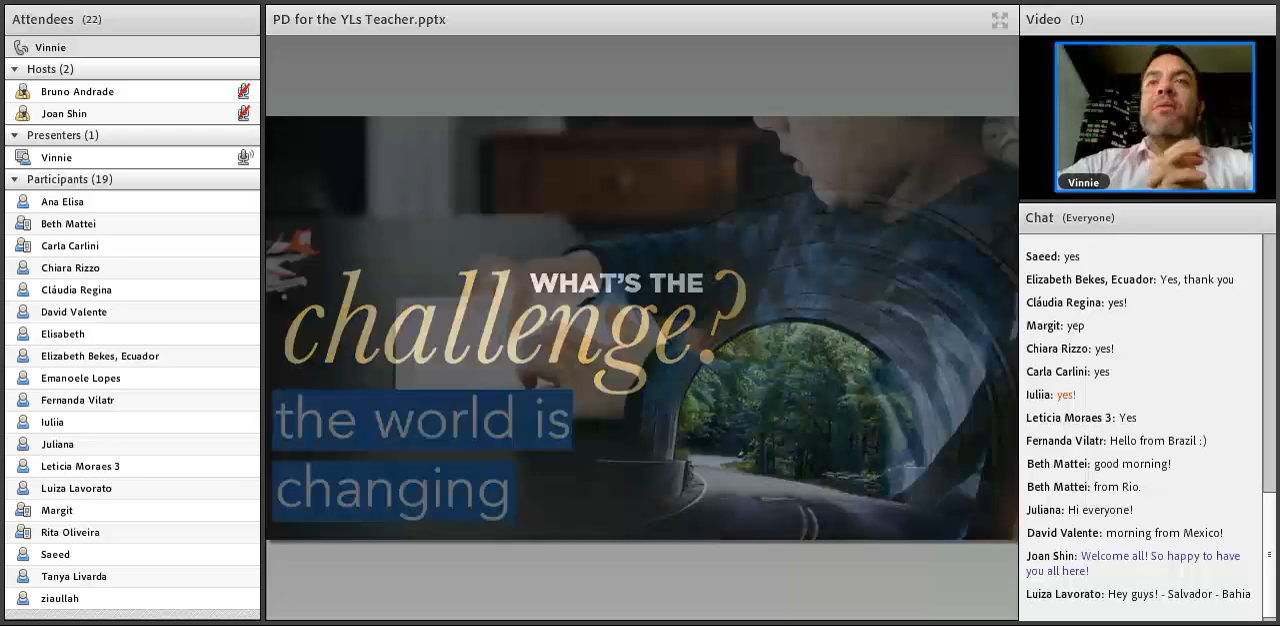 Attendees (22)
Vinnie
Hosts (2)
Bruno Andrade
Joan Shin
Presenters (1)
Vinnie
Participants (19)
Ana Elisa
Beth Mattei
Carla Carlini
Chiara Rizzo
Cláudia Regina
David Valente
Elisabeth
Elizabeth Bekes, Ecuador
Emanoele Lopes
Fernanda Vilatr
Iuliia
Juliana
Leticia Moraes 3
Luiza Lavorato
Margit
Rita Oliveira
Saeed
Tanya Livarda
ziaullah
PD for the YLs Teacher.pptx
WHAT'S THE
challenge?
the world is
changing
Video (1)
Vinnie
Chat (Everyone)
Saeed: yes
Elizabeth Bekes, Ecuador: Yes, thank you
Cláudia Regina: yes!
Margit: yep
Chiara Rizzo: yes!
Carla Carlini: yes
Iuliia: yes!
Leticia Moraes 3: Yes
Fernanda Vilatr: Hello from Brazil :)
Beth Mattei: good morning!
Beth Mattei: from Rio.
Juliana: Hi everyone!
David Valente: morning from Mexico!
Joan Shin: Welcome all! So happy to have
you all here!
Luiza Lavorato: Hey guys! - Salvador - Bahia